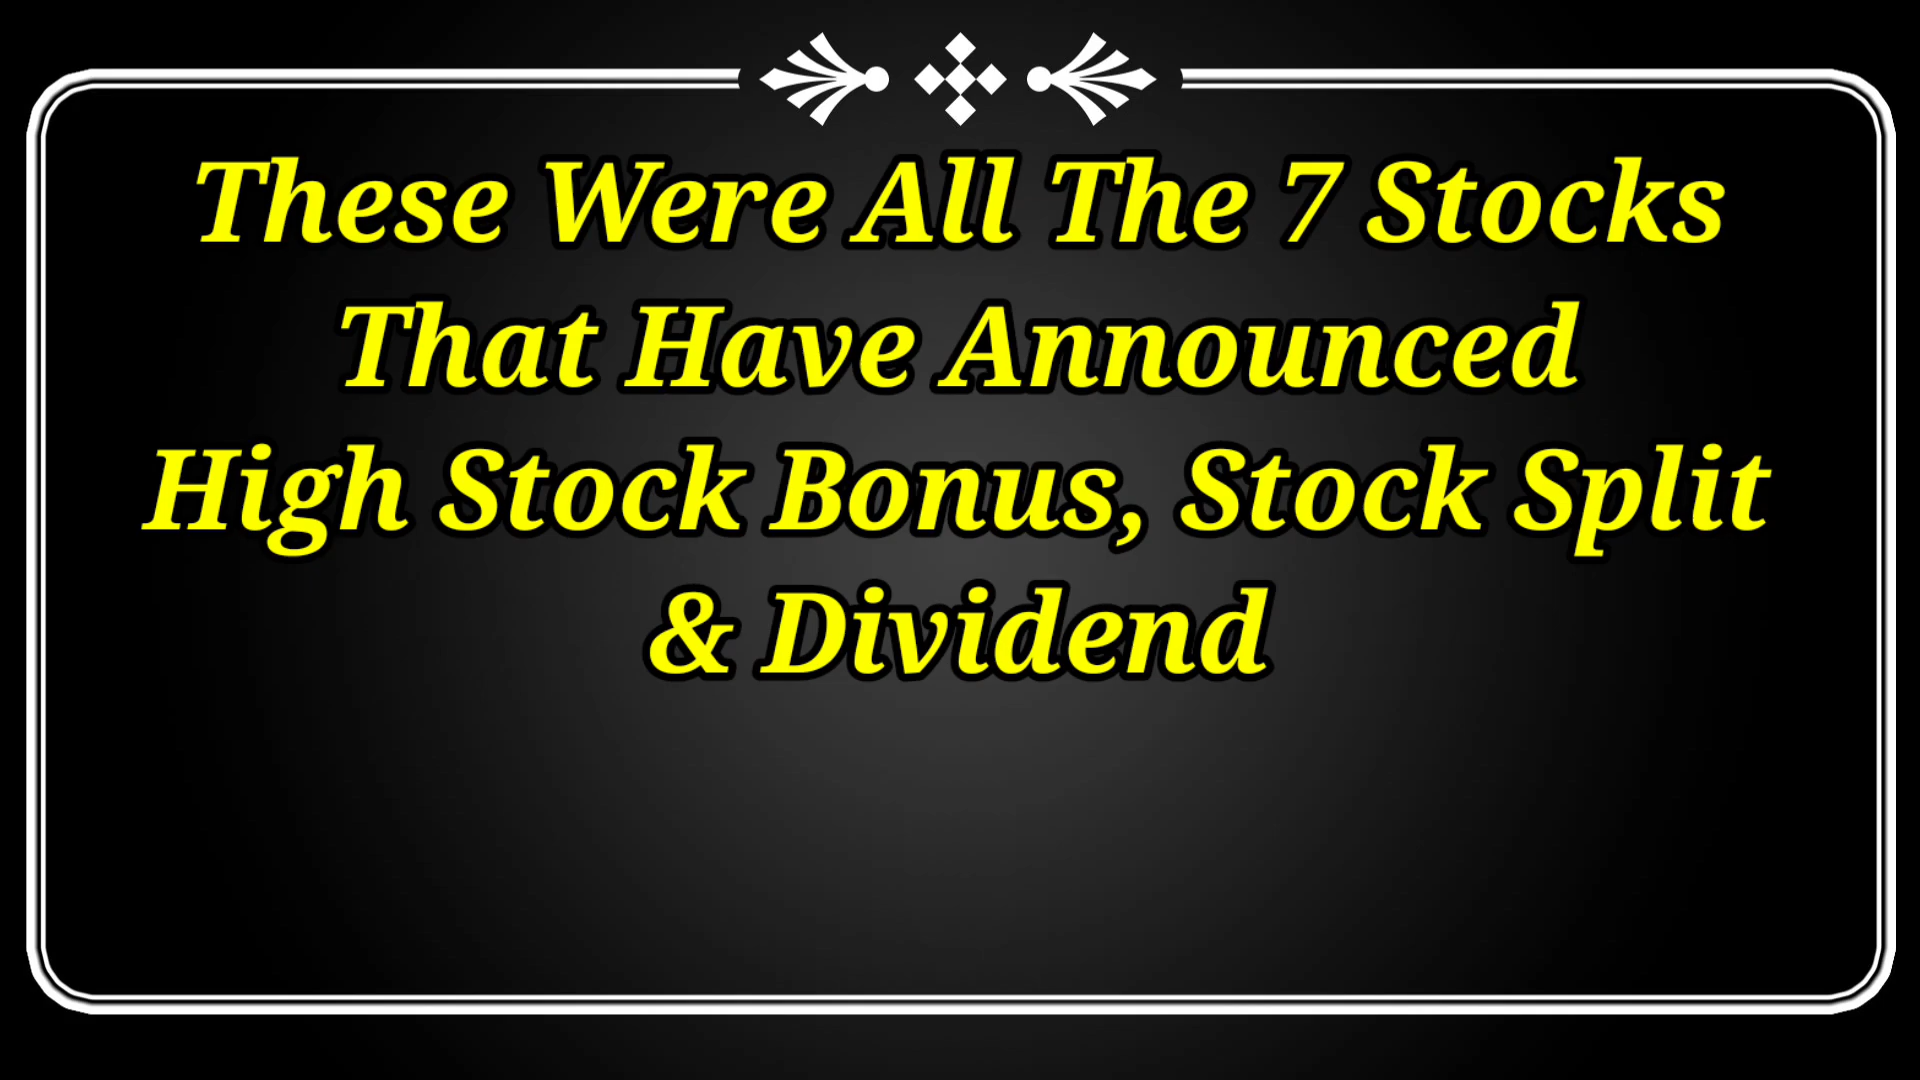 These Were All The 7 Stocks
That Have Announced
High Stock Bonus, Stock Split
& Dividend